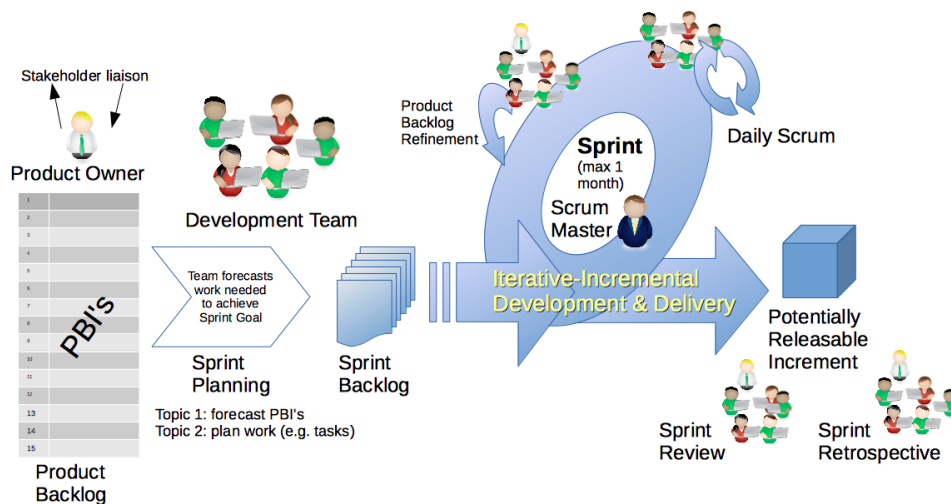 Stakeholder liaison
Product Owner
1
2
3
4
5
6
7
8
9
10
11
12
13
14
15
PBI's
Product
Backlog
Development Team
Team forecasts
work needed
to achieve
Sprint Goal
Sprint
Planning
Topic 1: forecast PBI's
Topic 2: plan work (e.g. tasks)
Sprint
Backlog
Product
Backlog
Refinement
Sprint
(max 1
month)
Scrum
Master
Daily Scrum
Iterative-Incremental
Development & Delivery
Potentially
Releasable
Increment
Sprint
Review
Sprint
Retrospective